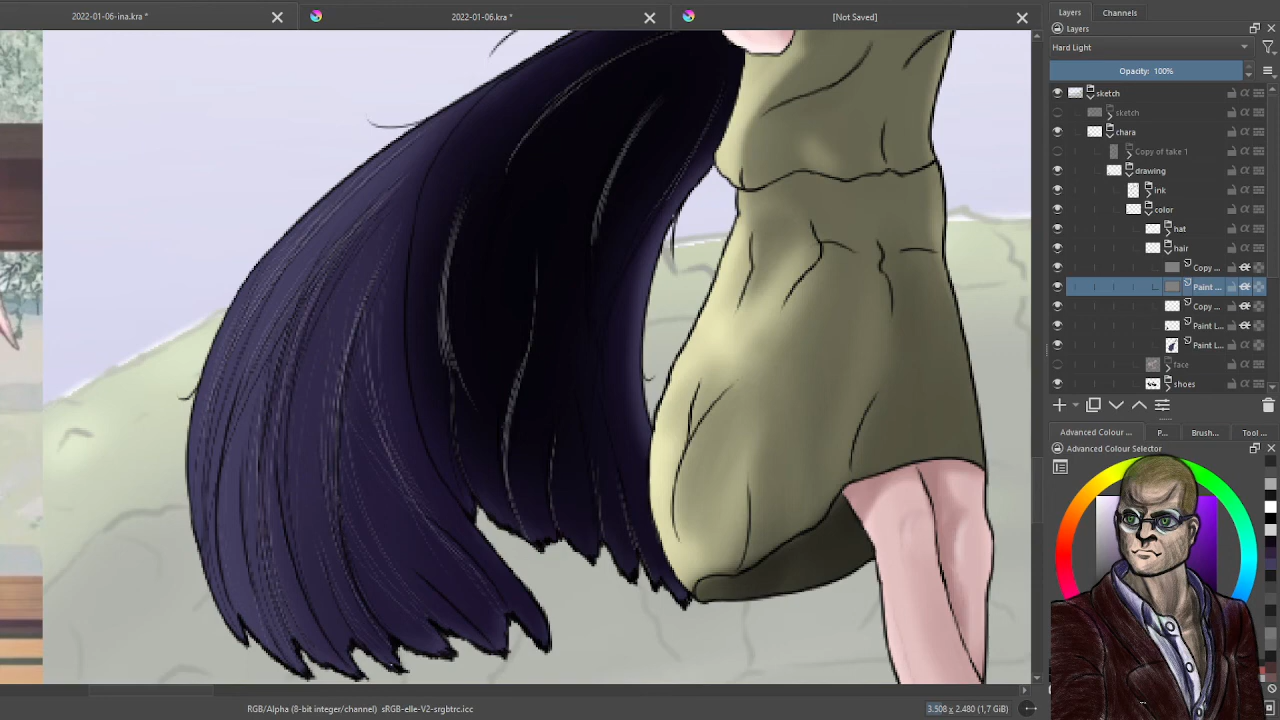 2022-01-06-ina.kra *
2022-01-06.kra *
[Not Saved]
Layers
Channels
Layers
Hard Light
Opacity: 100%
sketch
sketch
chara
Copy of take 1
drawing
ink
color
hat
hair
Copy ...
Paint ...
Copy ...
Paint L...
Paint L...
face
shoes
Advanced Colour ...
P...
Brush...
Tool ...
Advanced Colour Selector
RGB/Alpha (8-bit integer/channel) sRGB-elle-V2-srgbtrc.icc
3.508 x 2.480 (1,7 GiB)